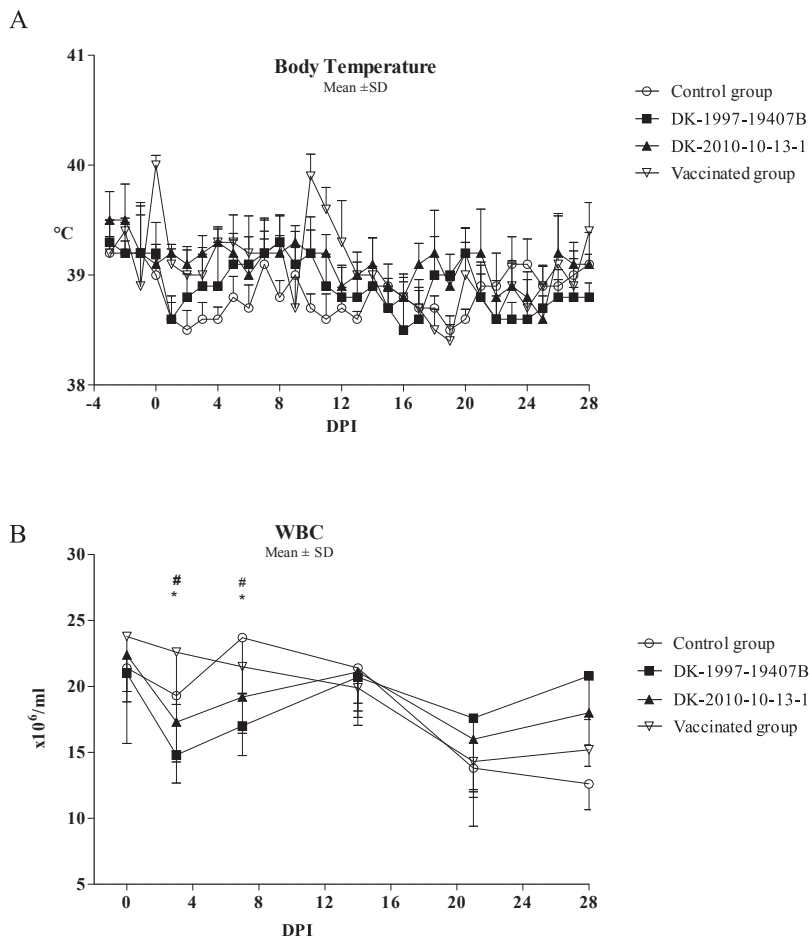 A
Body Temperature
Mean ±SD
41
40
°C
39
38
-4 0 4 8 12 16 20 24 28
DPI
Control group
DK-1997-19407B
DK-2010-10-13-1
Vaccinated group
B
WBC
Mean ± SD
30
# #
* *
25
20
x10⁶/ml
15
10
5
0 4 8 12 16 20 24 28
DPI
Control group
DK-1997-19407B
DK-2010-10-13-1
Vaccinated group